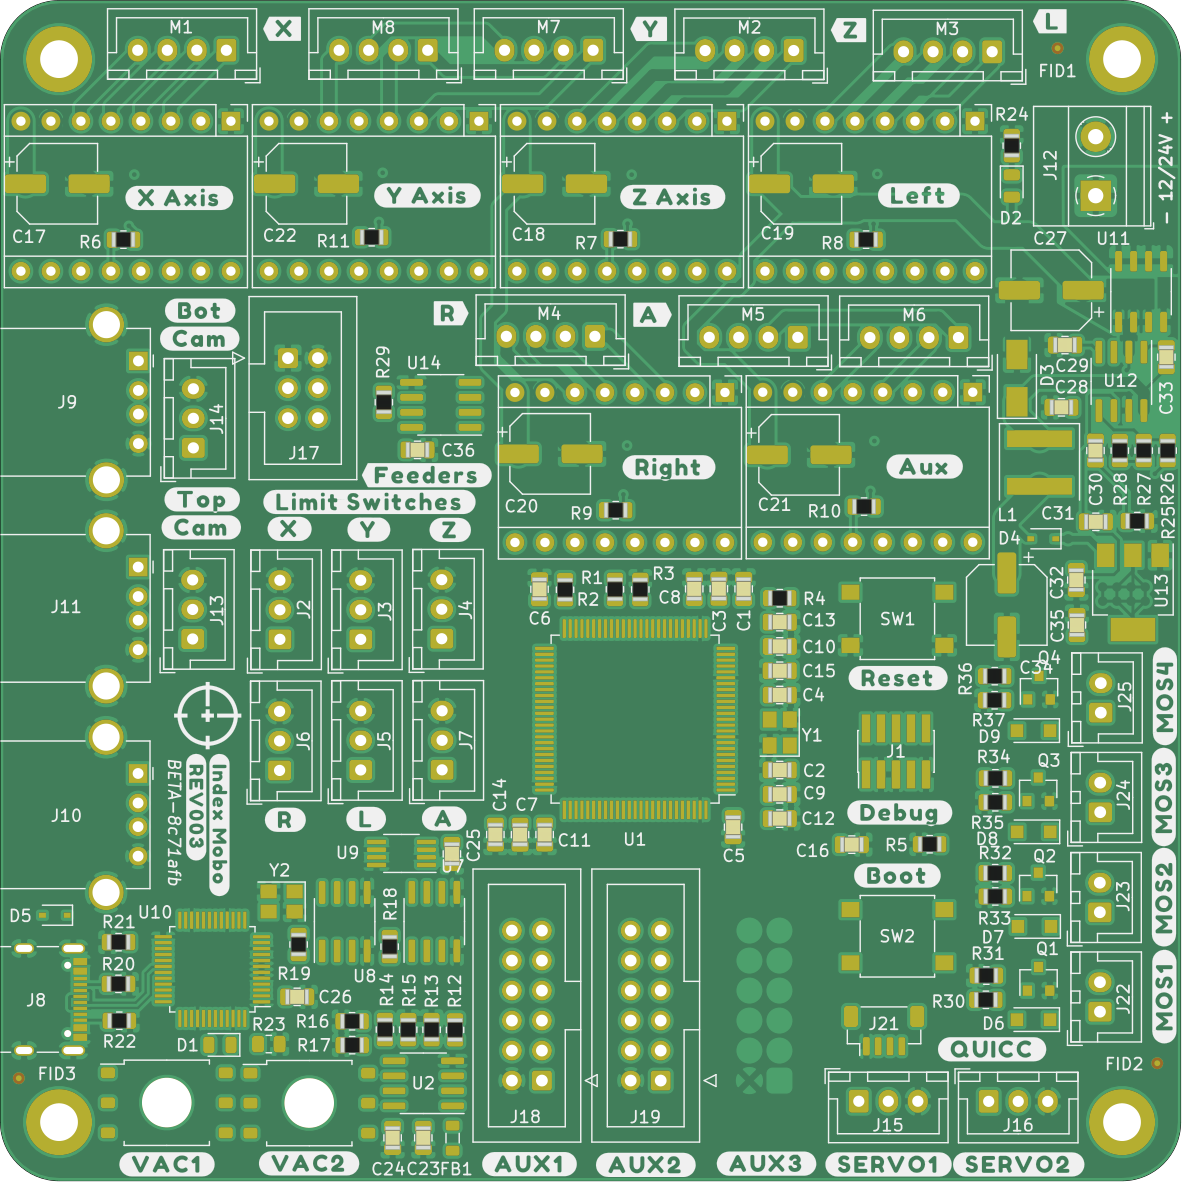 M1
X
M8
M7
Y
M2
Z
M3
L
FID1
R24
J12
- 12/24V +
D2
+
X Axis
C17
R6
+
Y Axis
C22
R11
+
Z Axis
C18
R7
+
Left
C19
R8
C27
U11
+
Bot
Cam
R
M4
A
M5
M6
J9
J14
J17
R29
U14
C36
Feeders
Top
Cam
Limit Switches
X
Y
Z
+
Right
C20
R9
+
Aux
C21
R10
D3
C29
C28
U12
C33
L1
C30
R28
R27
R26
C31
R25
D4
+
C32
C35
U13
J11
J13
J2
J3
J4
C6
R1
R2
R3
C8
C3
C1
R4
C13
C10
C15
C4
Y1
C2
C9
C12
SW1
Reset
Q4
C34
R36
R37
D9
J25
MOS4
J6
J5
J7
R
L
A
J1
Debug
R34
Q3
R35
D8
J24
MOS3
J10
BETA-8c71afb
REV003
Index Mobo
C14
C7
C11
U1
C5
C16
R5
Boot
U9
C25
R32
Q2
R33
D7
J23
MOS2
Y2
D5
R21
U10
R18
R19
U8
R20
J8
R22
C26
R14
R15
R13
R12
R16
R17
D1
R23
SW2
R31
Q1
R30
D6
J22
MOS1
J21
QUICC
FID3
FID2
U2
J18
J19
J15
J16
C24
C23
FB1
VAC1
VAC2
AUX1
AUX2
AUX3
SERVO1
SERVO2